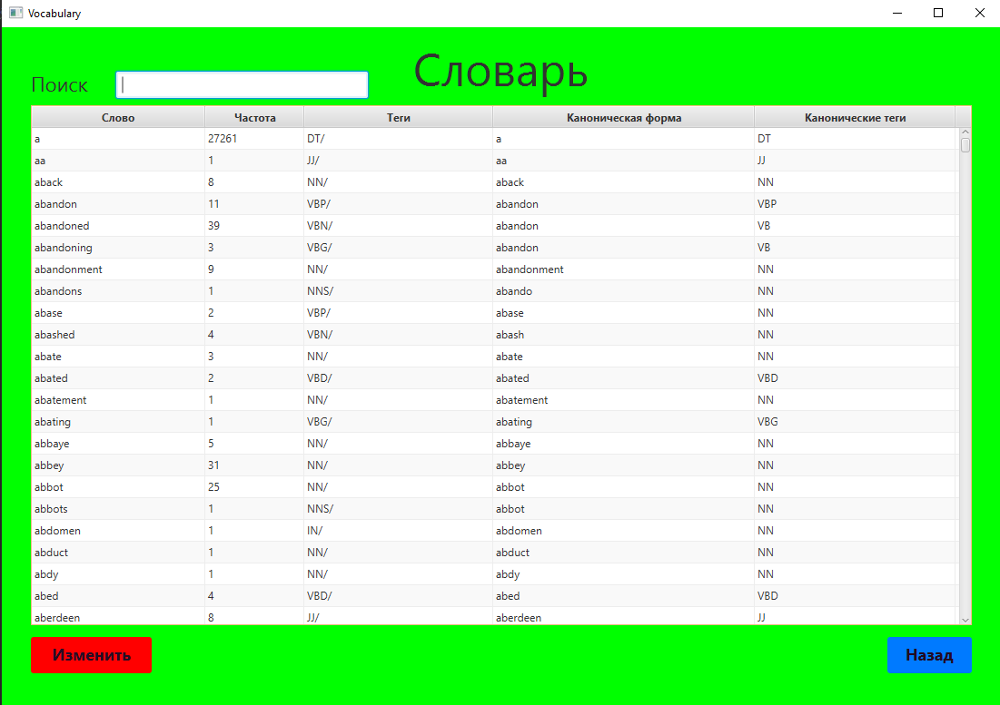 Vocabulary
Словарь
Поиск
Слово Частота Теги Каноническая форма Канонические теги
a 27261 DT/ a DT
aa 1 JJ/ aa JJ
aback 8 NN/ aback NN
abandon 11 VBP/ abandon VBP
abandoned 39 VBN/ abandon VB
abandoning 3 VBG/ abandon VB
abandonment 9 NN/ abandonment NN
abandons 1 NNS/ abando NN
abase 2 VBP/ abase NN
abashed 4 VBN/ abash NN
abate 3 NN/ abate NN
abated 2 VBD/ abated VBD
abatement 1 NN/ abatement NN
abating 1 VBG/ abating VBG
abbaye 5 NN/ abbaye NN
abbey 31 NN/ abbey NN
abbot 25 NN/ abbot NN
abbots 1 NNS/ abbot NN
abdomen 1 IN/ abdomen NN
abduct 1 NN/ abduct NN
abdy 1 NN/ abdy NN
abed 4 VBD/ abed VBD
aberdeen 8 JJ/ aberdeen JJ
Изменить Назад